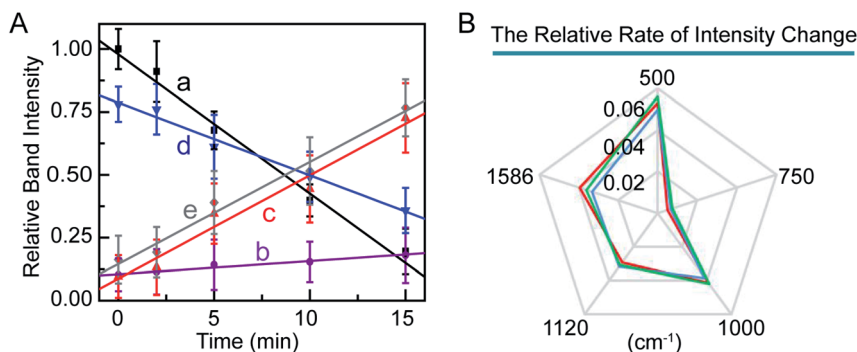 A
Relative Band Intensity
1.00
0.75
0.50
0.25
0.00
a
d
e
c
b
0 5 10 15
Time (min)
B
The Relative Rate of Intensity Change
500
0.06
0.04
0.02
1586
750
1120
1000
(cm⁻¹)